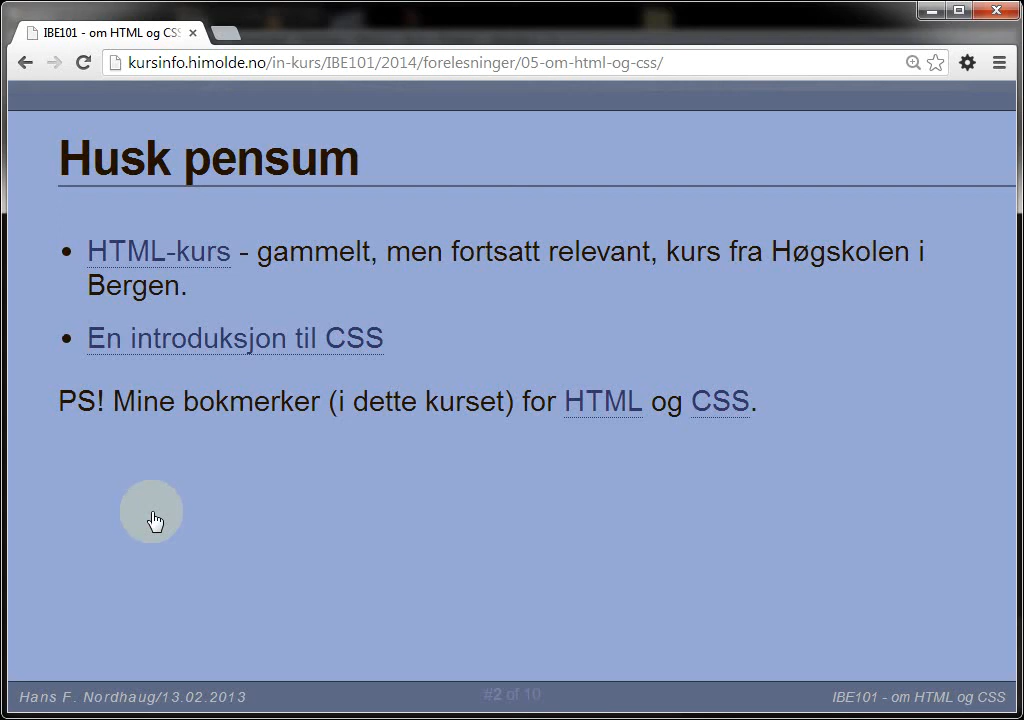 IBE101 - om HTML og CSS
kursinfo.himolde.no/in-kurs/IBE101/2014/forelesninger/05-om-html-og-css/
Husk pensum
• HTML-kurs - gammelt, men fortsatt relevant, kurs fra Høgskolen i
Bergen.
• En introduksjon til CSS
PS! Mine bokmerker (i dette kurset) for HTML og CSS.
Hans F. Nordhaug/13.02.2013
#2 of 10
IBE101 - om HTML og CSS